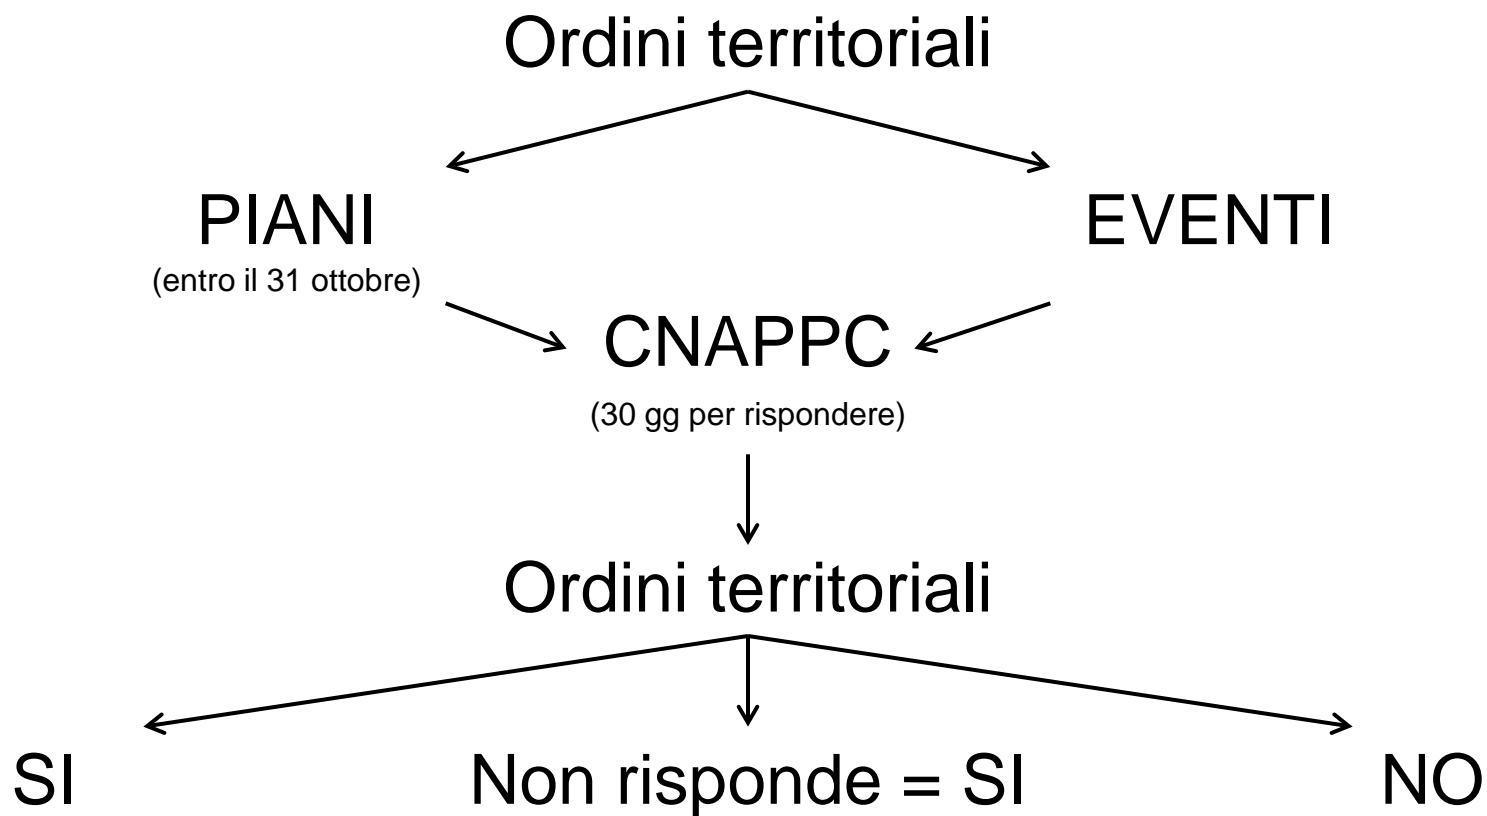 Ordini territoriali
PIANI
(entro il 31 ottobre)
EVENTI
CNAPPC
(30 gg per rispondere)
Ordini territoriali
SI
Non risponde = SI
NO